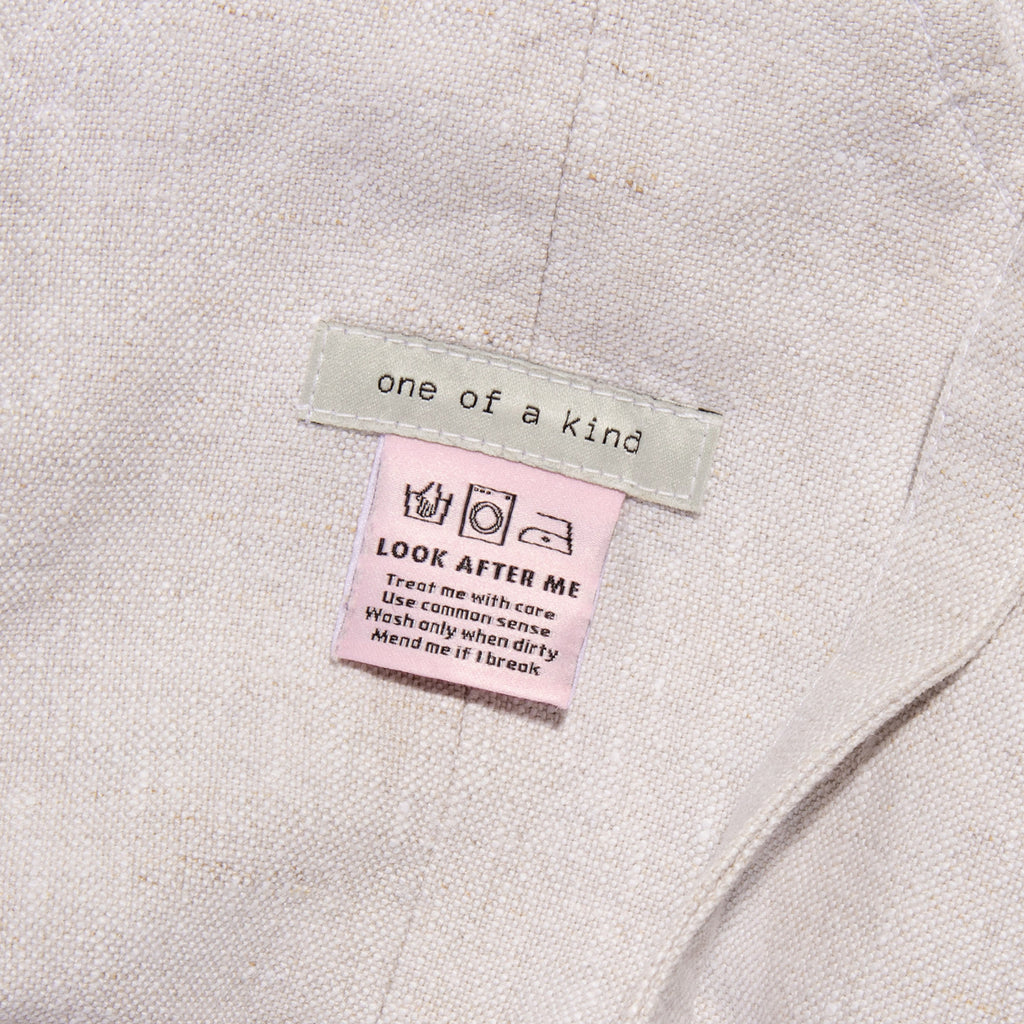 one of a kind
LOOK AFTER ME
Treat me with care
Use common sense
Wash only when dirty
Mend me if I break